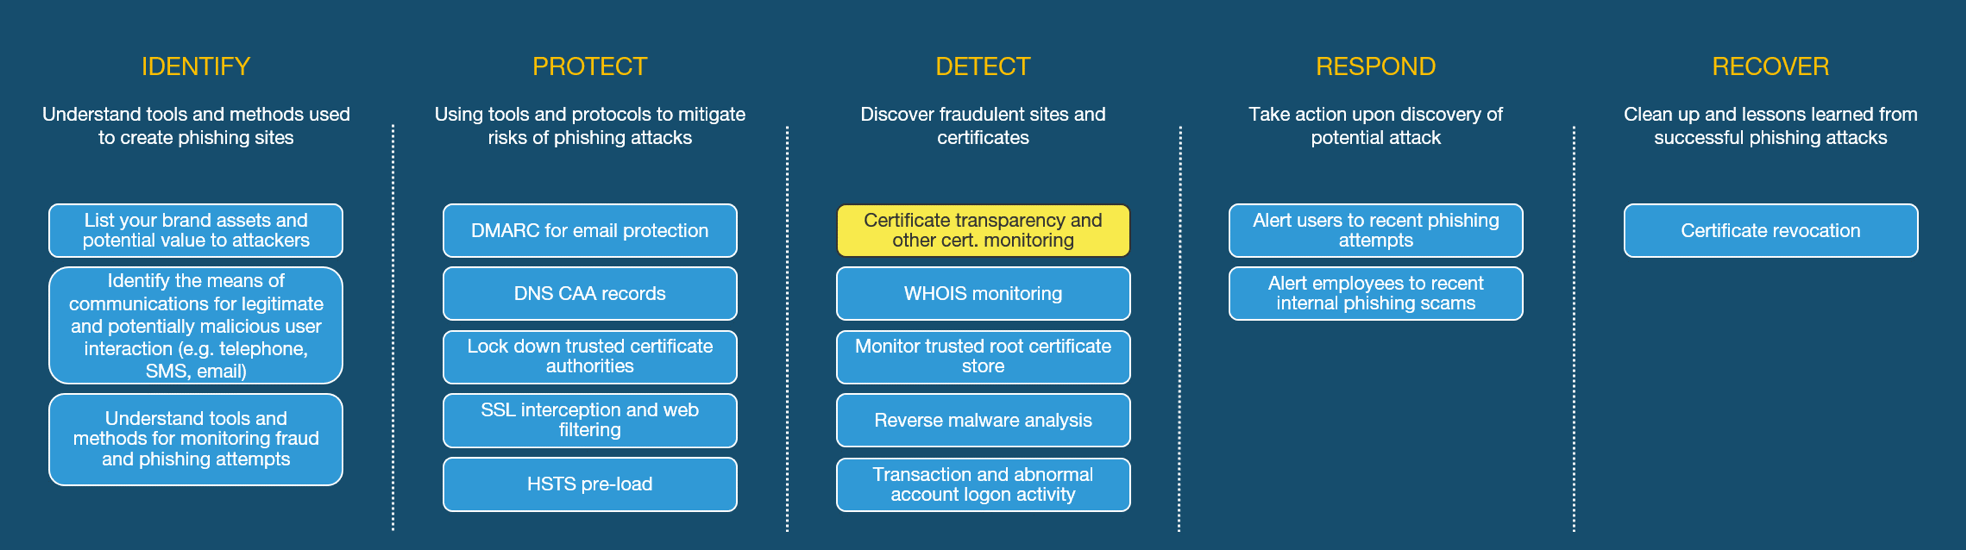 IDENTIFY
Understand tools and methods used
to create phishing sites
List your brand assets and
potential value to attackers
Identify the means of
communications for legitimate
and potentially malicious user
interaction (e.g. telephone,
SMS, email)
Understand tools and
methods for monitoring fraud
and phishing attempts
PROTECT
Using tools and protocols to mitigate
risks of phishing attacks
DMARC for email protection
DNS CAA records
Lock down trusted certificate
authorities
SSL interception and web
filtering
HSTS pre-load
DETECT
Discover fraudulent sites and
certificates
Certificate transparency and
other cert. monitoring
WHOIS monitoring
Monitor trusted root certificate
store
Reverse malware analysis
Transaction and abnormal
account logon activity
RESPOND
Take action upon discovery of
potential attack
Alert users to recent phishing
attempts
Alert employees to recent
internal phishing scams
RECOVER
Clean up and lessons learned from
successful phishing attacks
Certificate revocation